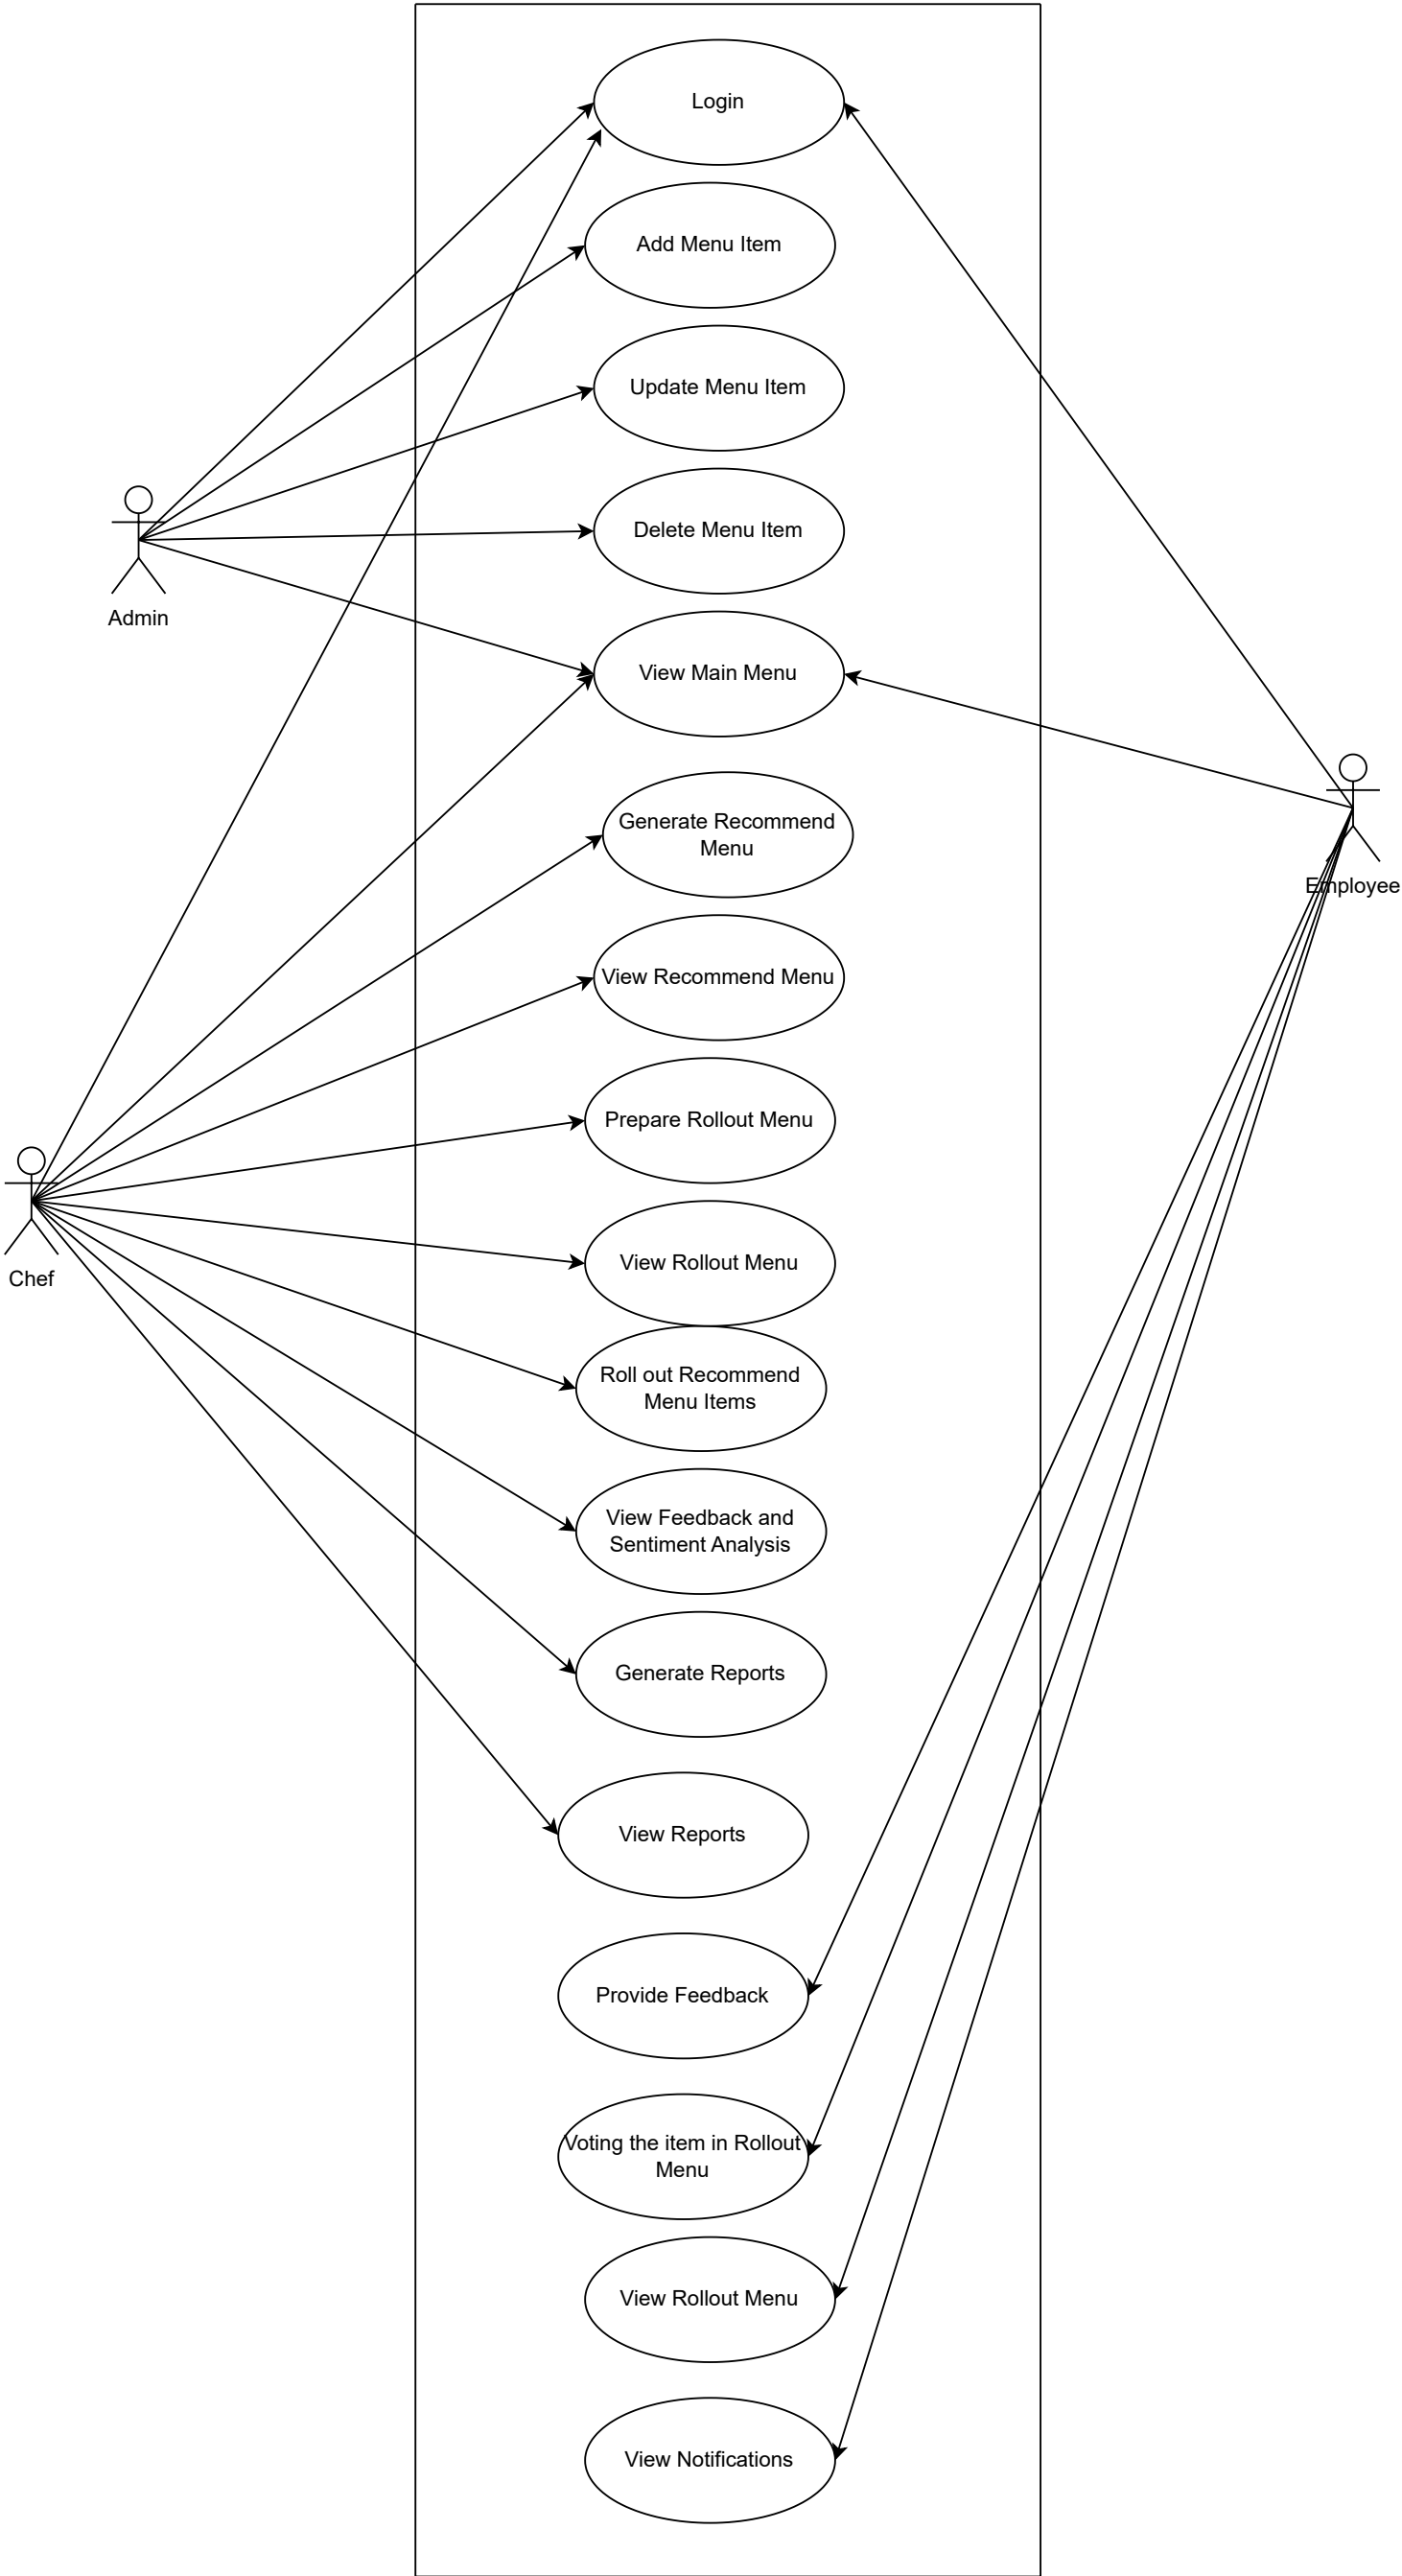 Login
Add Menu Item
Update Menu Item
Delete Menu Item
Admin
View Main Menu
Generate Recommend
Menu
Employee
View Recommend Menu
Prepare Rollout Menu
View Rollout Menu
Chef
Roll out Recommend
Menu Items
View Feedback and
Sentiment Analysis
Generate Reports
View Reports
Provide Feedback
Voting the item in Rollout
Menu
View Rollout Menu
View Notifications